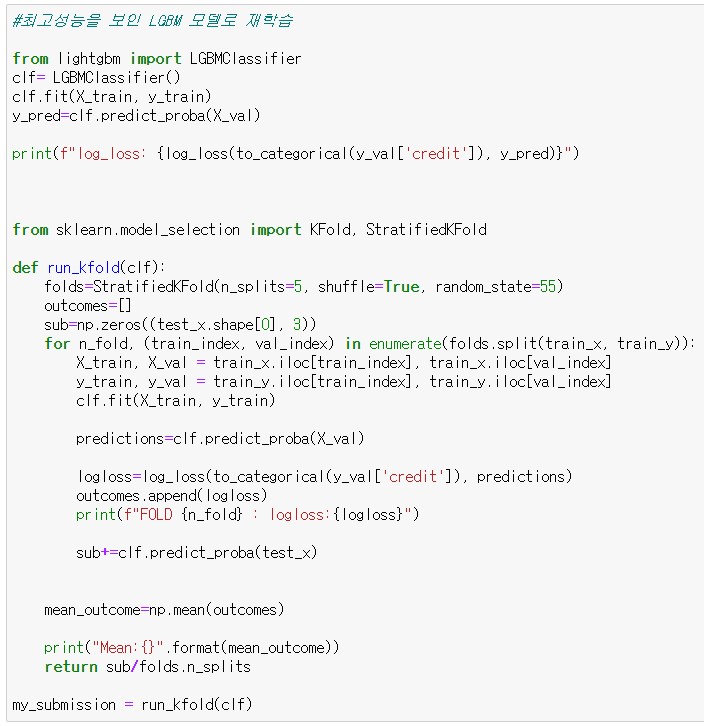 #최고성능을 보인 LGBM 모델로 재학습
from lightgbm import LGBMClassifier
clf= LGBMClassifier()
clf.fit(X_train, y_train)
y_pred=clf.predict_proba(X_val)
print(f"log_loss: {log_loss(to_categorical(y_val['credit']), y_pred)}")
from sklearn.model_selection import KFold, StratifiedKFold
def run_kfold(clf):
    folds=StratifiedKFold(n_splits=5, shuffle=True, random_state=55)
    outcomes=[]
    sub=np.zeros((test_x.shape[0], 3))
    for n_fold, (train_index, val_index) in enumerate(folds.split(train_x, train_y)):
        X_train, X_val = train_x.iloc[train_index], train_x.iloc[val_index]
        y_train, y_val = train_y.iloc[train_index], train_y.iloc[val_index]
        clf.fit(X_train, y_train)
        predictions=clf.predict_proba(X_val)
        logloss=log_loss(to_categorical(y_val['credit']), predictions)
        outcomes.append(logloss)
        print(f"FOLD {n_fold} : logloss:{logloss}")
        sub+=clf.predict_proba(test_x)
    mean_outcome=np.mean(outcomes)
    print("Mean:{}".format(mean_outcome))
    return sub/folds.n_splits
my_submission = run_kfold(clf)